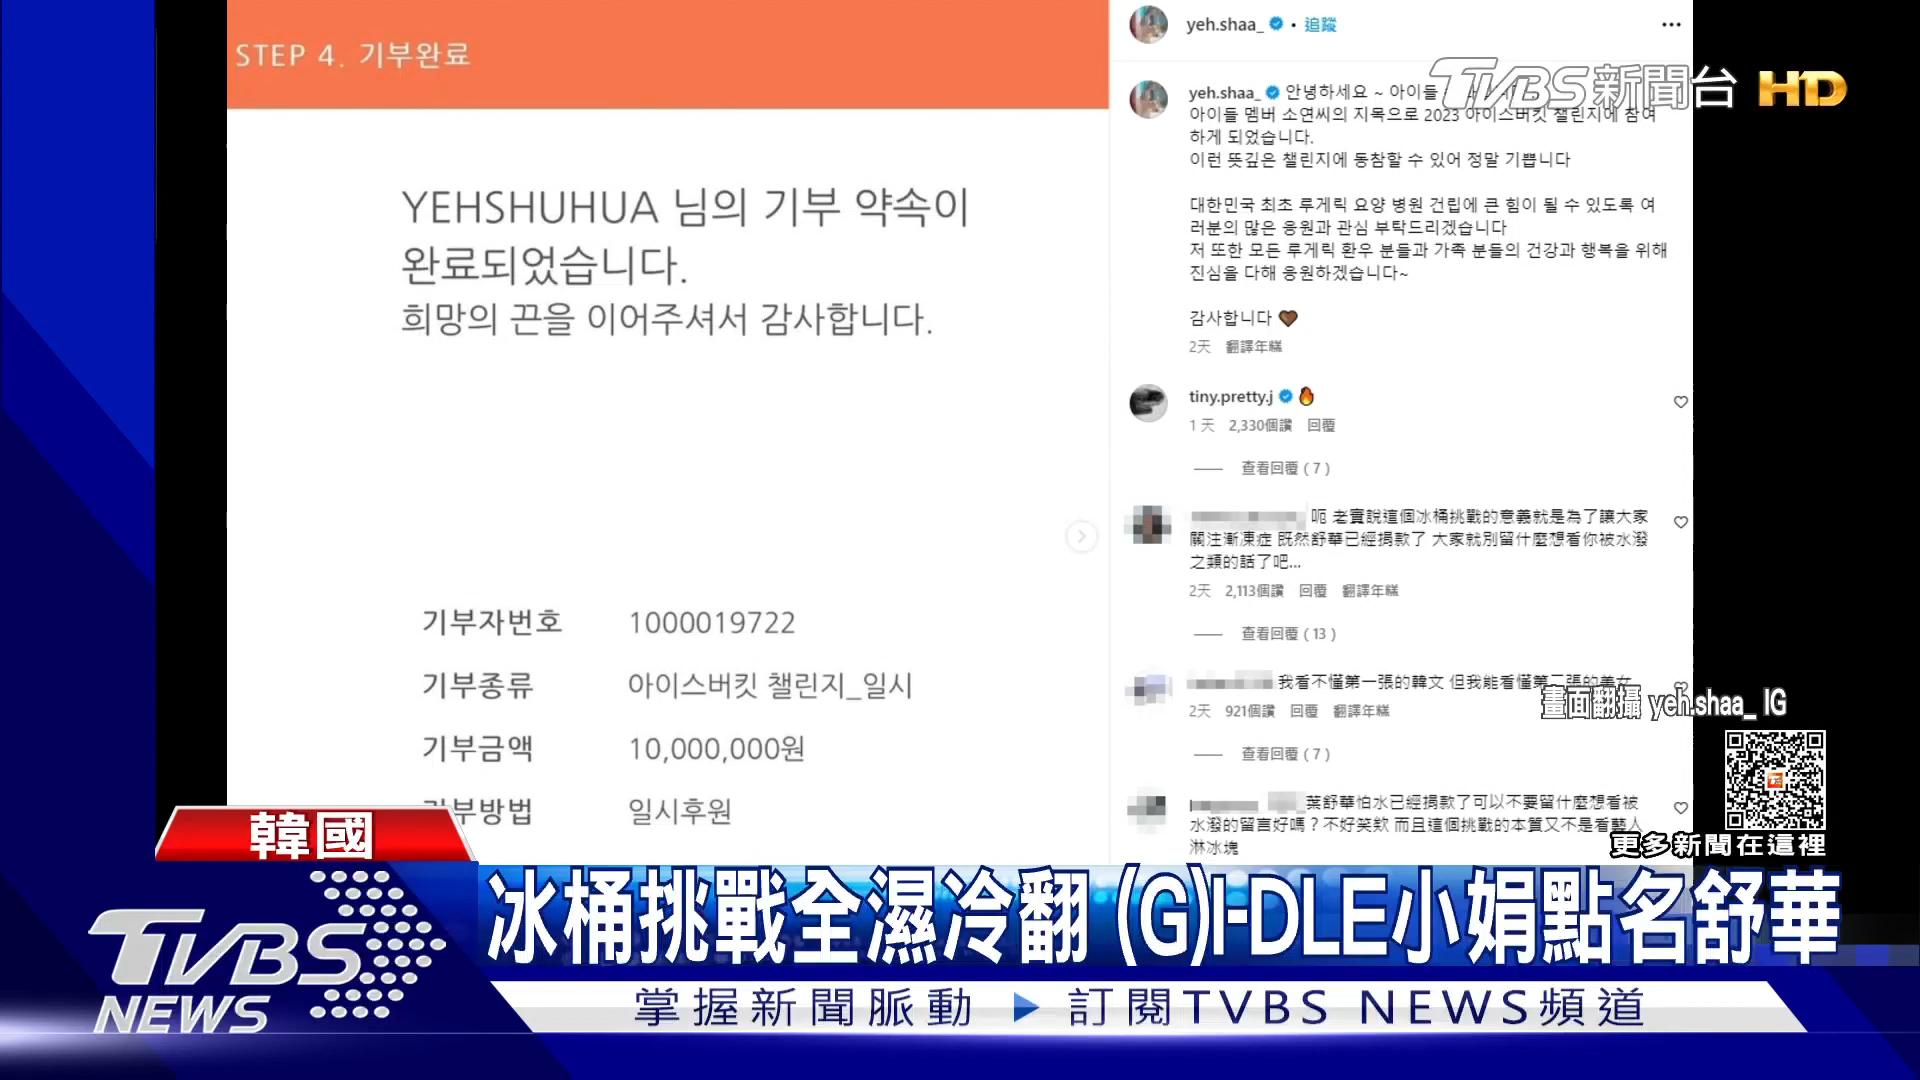 STEP 4. 기부완료
YEHSHUHUA 님의 기부 약속이
완료되었습니다.
희망의 끈을 이어주셔서 감사합니다.
기부자번호 1000019722
기부종류 아이스버킷 챌린지_일시
기부금액 10,000,000원
기부방법 일시후원
yeh.shaa_ • 追蹤
yeh.shaa_ 안녕하세요 ~ 아이들
아이들 멤버 소연씨의 지목으로 2023 아이스버킷 챌린지에 참여
하게 되었습니다.
이런 뜻깊은 챌린지에 동참할 수 있어 정말 기쁩니다
대한민국 최초 루게릭 요양 병원 건립에 큰 힘이 될 수 있도록 여
러분의 많은 응원과 관심 부탁드리겠습니다
저 또한 모든 루게릭 환우 분들과 가족 분들의 건강과 행복을 위해
진심을 다해 응원하겠습니다~
감사합니다 🤎
2天 翻譯年糕
tiny.pretty.j 🔥
1天 2,330個讚 回覆
查看回覆 (7)
呃 老實說這個冰桶挑戰的意義就是為了讓大家
關注漸凍症 既然舒華已經捐款了 大家就別留什麼想看你被水潑
之類的話了吧...
2天 2,113個讚 回覆 翻譯年糕
查看回覆 (13)
我看不懂第一張的韓文 但我能看懂第二張的美女
2天 921個讚 回覆 翻譯年糕
查看回覆 (7)
葉舒華怕水已經捐款了可以不要留什麼想看被
水潑的留言好嗎？不好笑欸 而且這個挑戰的本質又不是看藝人
淋冰塊
TVBS新聞台 HD
畫面翻攝 yeh.shaa_ IG
更多新聞在這裡
韓國
冰桶挑戰全濕冷翻 (G)I-DLE小娟點名舒華
TVBS NEWS
掌握新聞脈動 ▶ 訂閱TVBS NEWS頻道